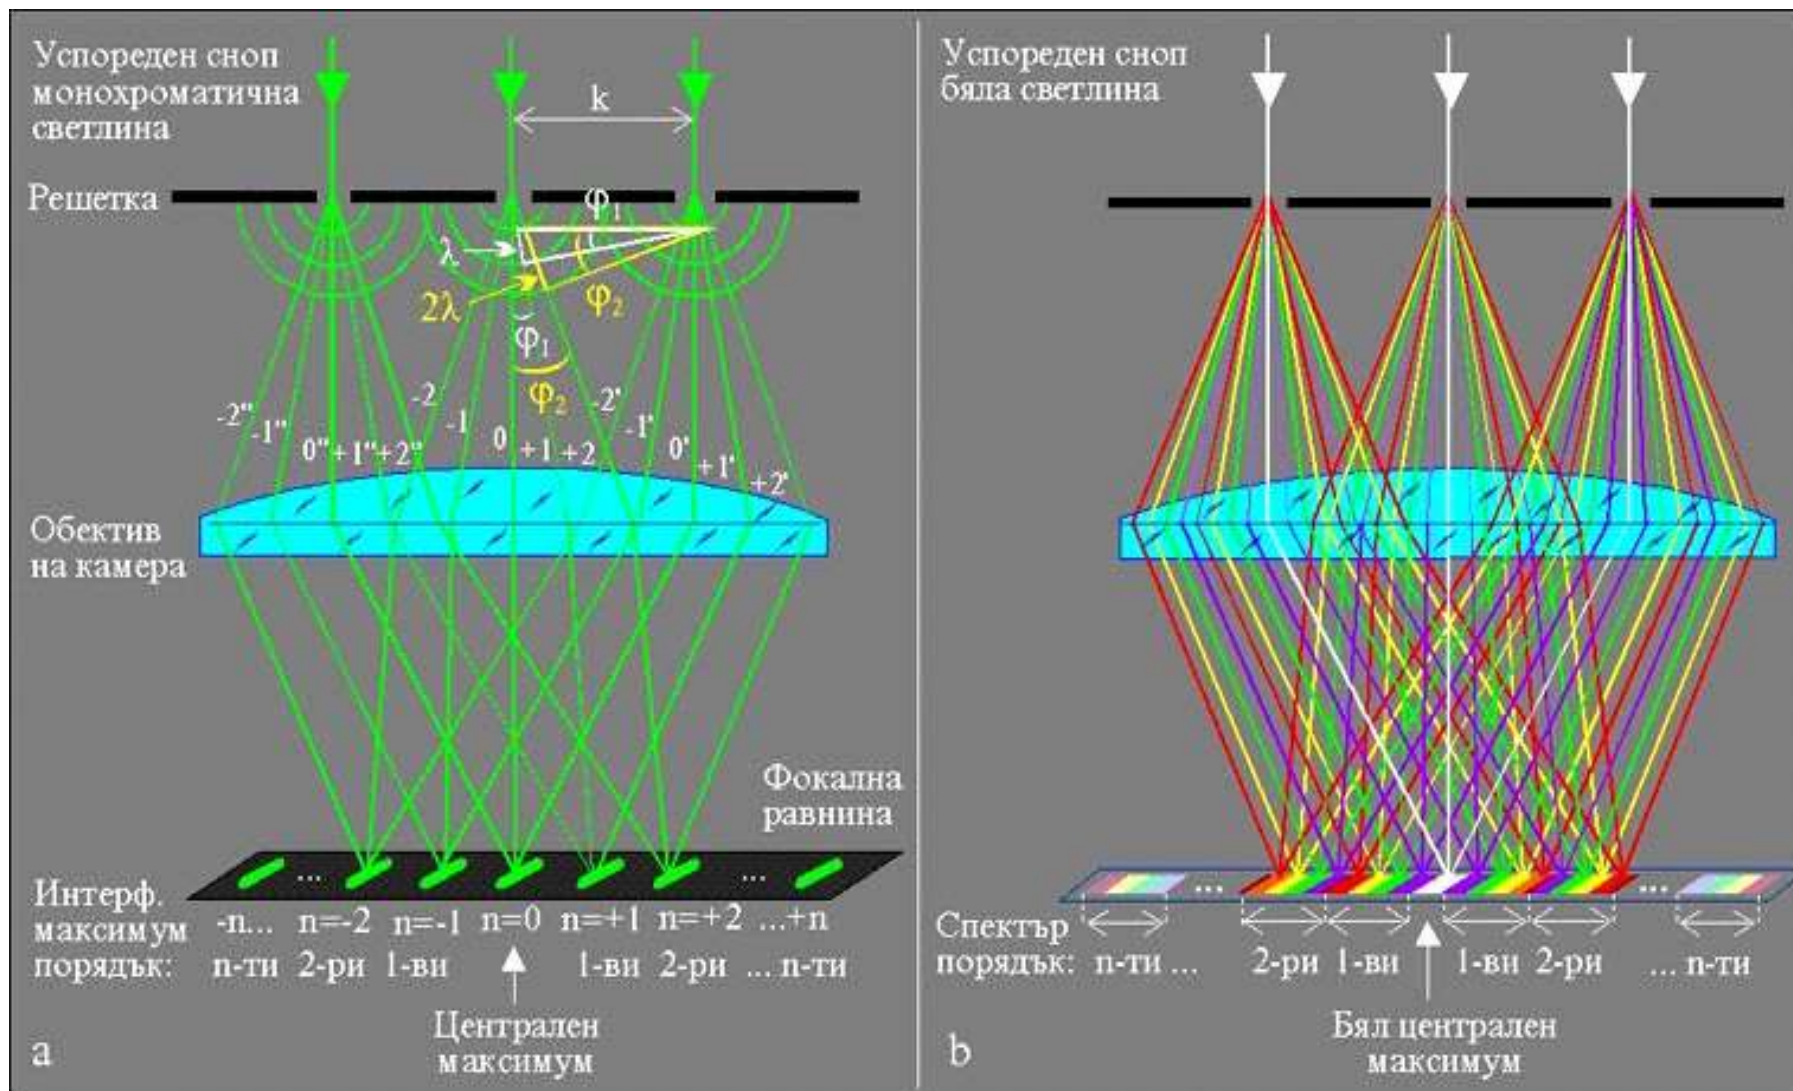 Успореден сноп
монохроматична
светлина
k
Решетка
φ1
λ
2λ
φ2
φ1
φ2
-2" -1" 0" +1" +2" -2 -1 0 +1 +2 -2' -1' 0' +1' +2'
Обектив
на камера
Фокална
равнина
Интерф.
максимум
порядък:
-n... ... n=-2 n=-1 n=0 n=+1 n=+2 ... ...+n
n-ти 2-ри 1-ви 1-ви 2-ри ... n-ти
Централен
максимум
a
Успореден сноп
бяла светлина
... ...
Спектър
порядък:
n-ти ... 2-ри 1-ви 1-ви 2-ри ... n-ти
Бял централен
максимум
b